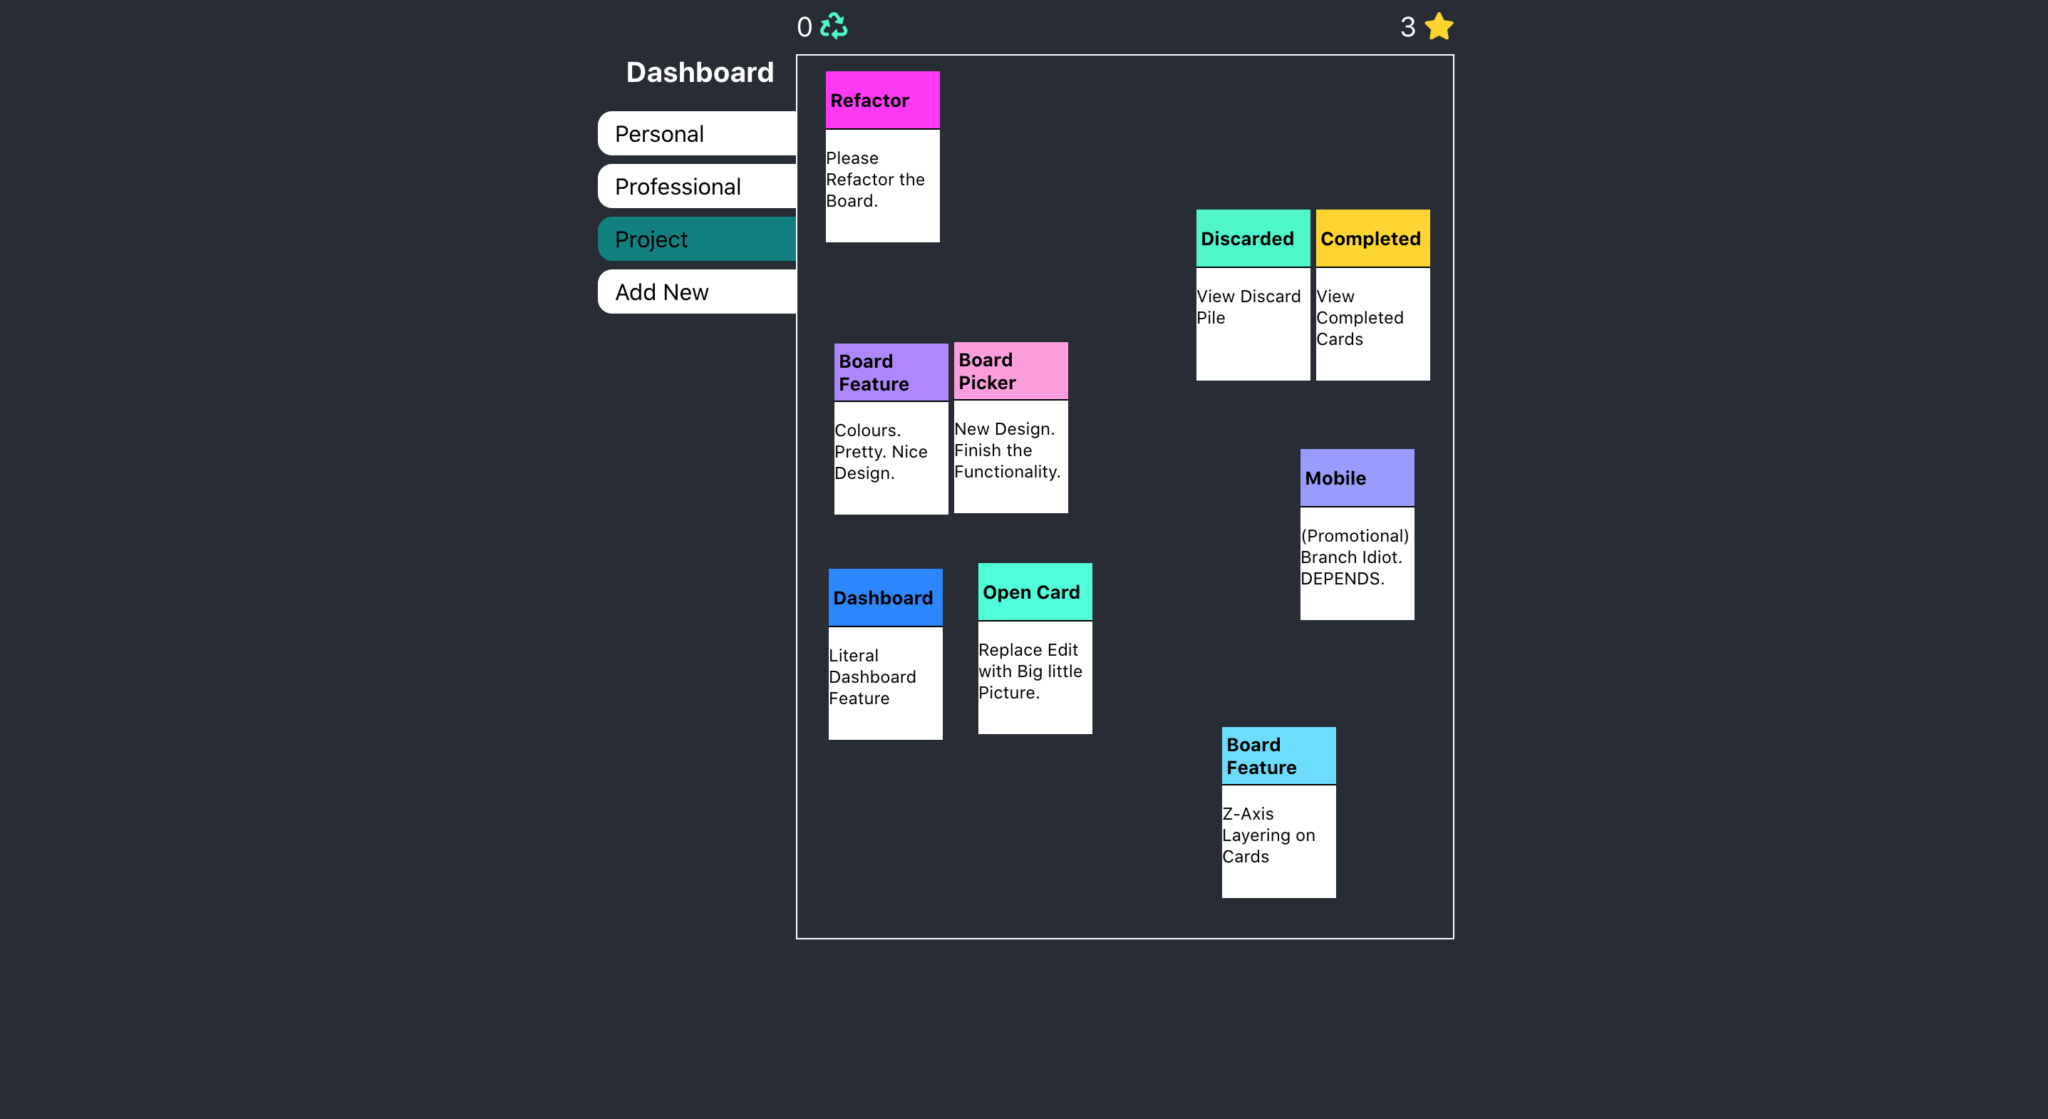 0
3
Dashboard
Personal
Professional
Project
Add New
Refactor
Please
Refactor the
Board.
Discarded
View Discard
Pile
Completed
View
Completed
Cards
Board
Feature
Colours.
Pretty. Nice
Design.
Board
Picker
New Design.
Finish the
Functionality.
Mobile
(Promotional)
Branch Idiot.
DEPENDS.
Dashboard
Literal
Dashboard
Feature
Open Card
Replace Edit
with Big little
Picture.
Board
Feature
Z-Axis
Layering on
Cards